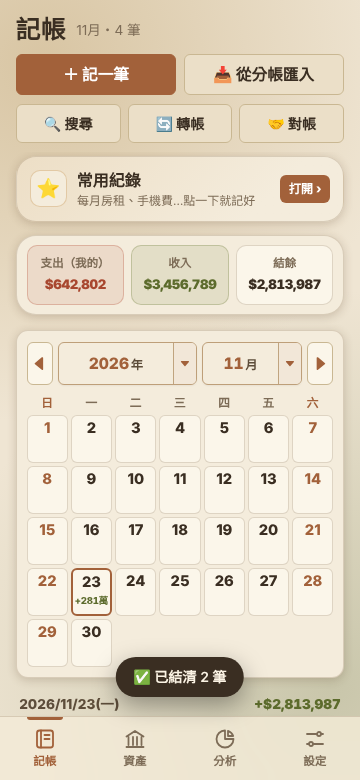 記帳 11月・4 筆
＋ 記一筆 📥 從分帳匯入
🔍 搜尋 🔄 轉帳 🤝 對帳
⭐ 常用紀錄
每月房租、手機費…點一下就記好
打開 ›
支出（我的） 收入 結餘
$642,802 $3,456,789 $2,813,987
2026年 11月
日 一 二 三 四 五 六
1 2 3 4 5 6 7
8 9 10 11 12 13 14
15 16 17 18 19 20 21
22 23 24 25 26 27 28
+281萬
29 30
✅ 已結清 2 筆
2026/11/23(一) +$2,813,987
記帳 資產 分析 設定